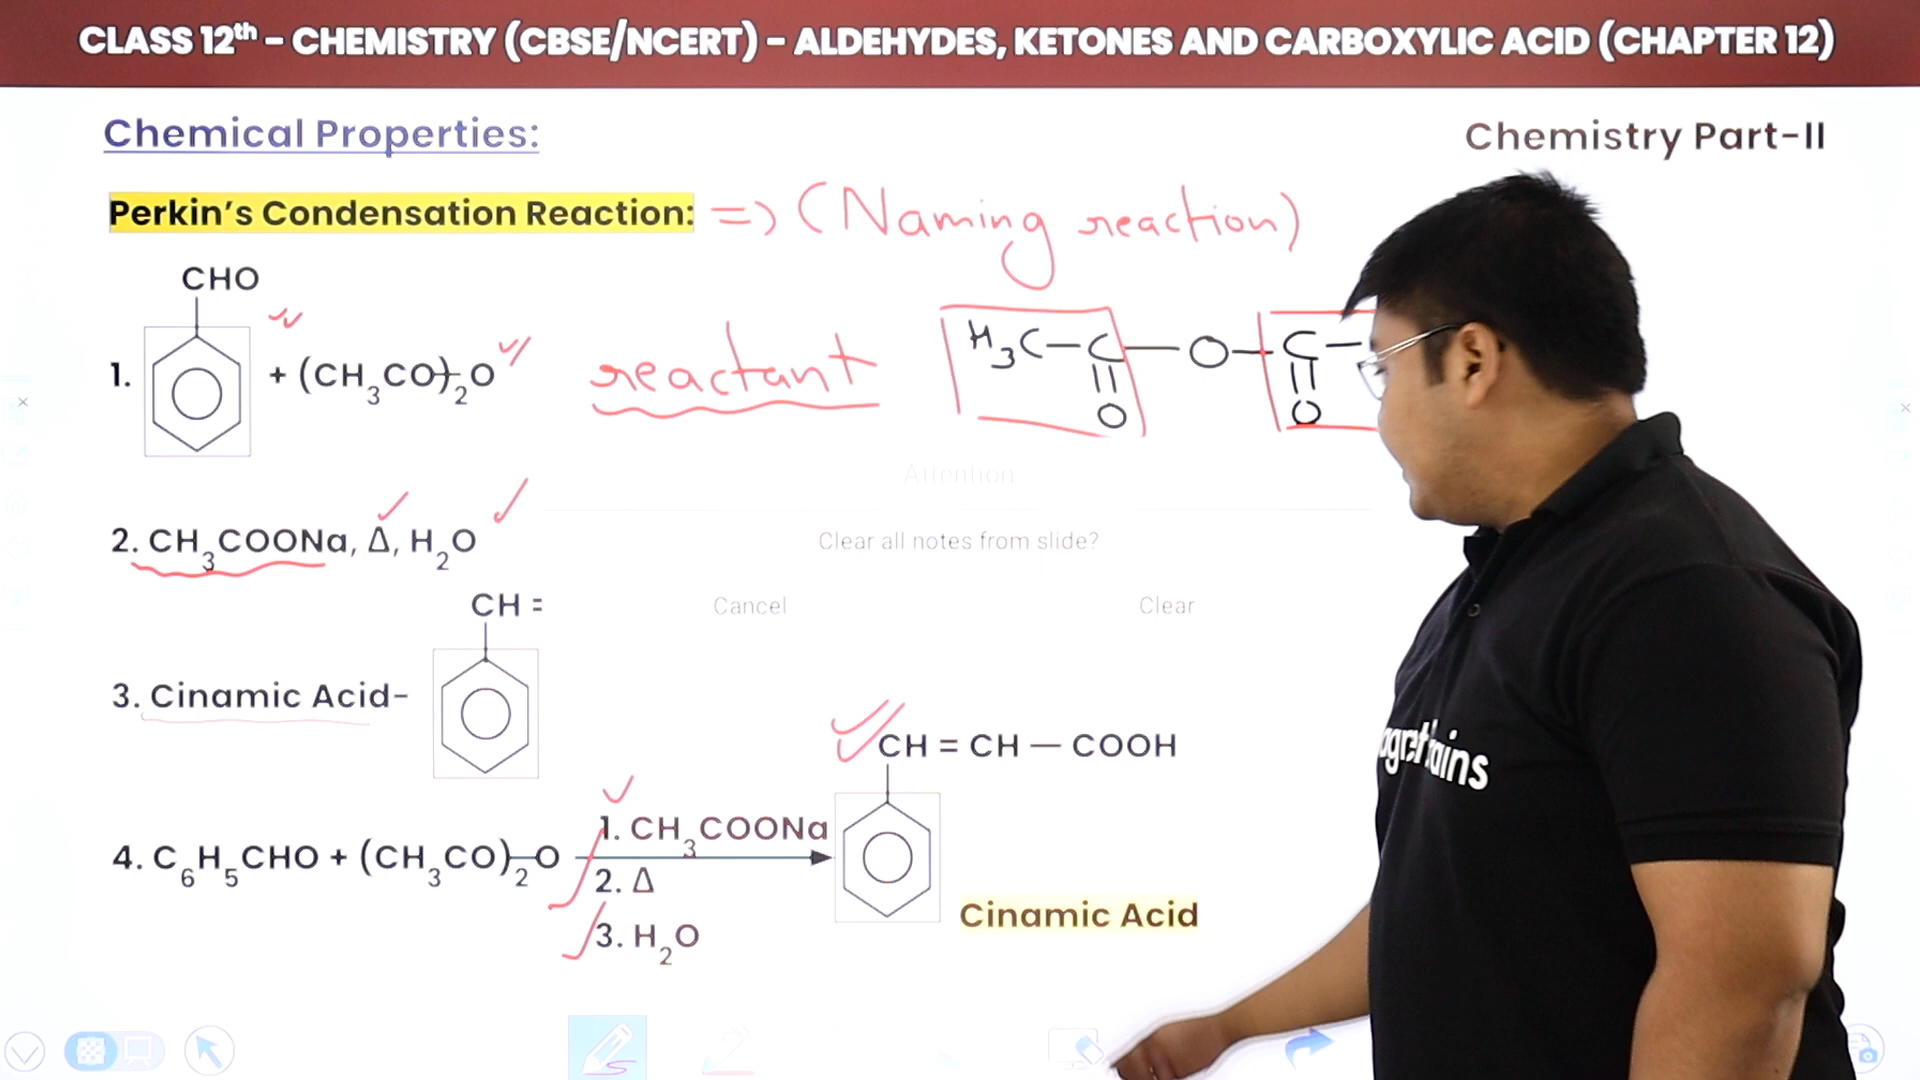 CLASS 12th – CHEMISTRY (CBSE/NCERT) – ALDEHYDES, KETONES AND CARBOXYLIC ACID (CHAPTER 12)
Chemical Properties:
Chemistry Part-II
Perkin's Condensation Reaction: => (Naming reaction)
CHO
1. + (CH3CO)2O reactant H3C–C–O–C–
O O
Attention
2. CH3COONa, Δ, H2O
Clear all notes from slide?
CH =
Cancel Clear
3. Cinamic Acid-
CH = CH — COOH
4. C6H5CHO + (CH3CO)2O
1. CH3COONa
2. Δ
3. H2O
Cinamic Acid